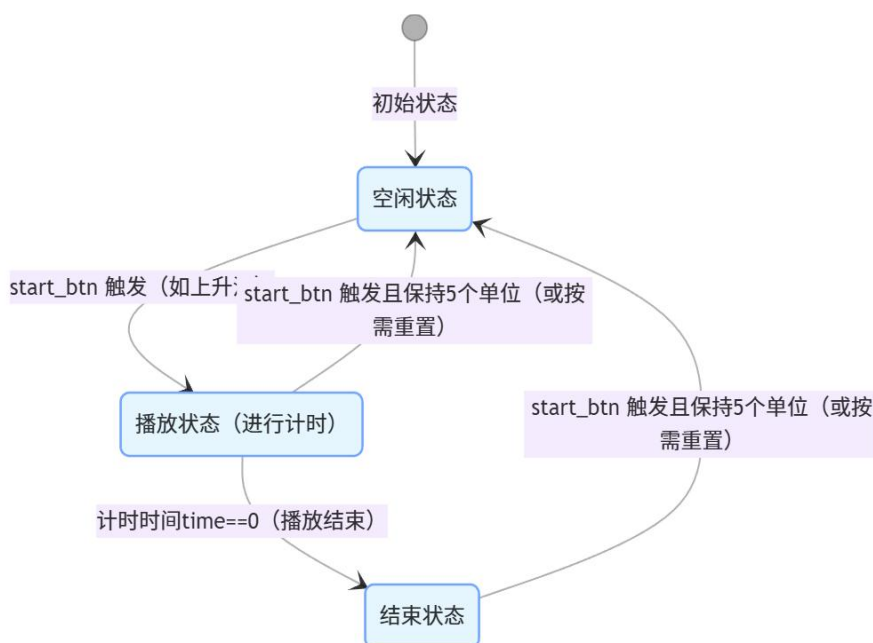 初始状态
空闲状态
start_btn 触发（如上升
start_btn 触发且保持5个单位（或按
需重置）
播放状态（进行计时）
start_btn 触发且保持5个单位（或按
需重置）
计时时间time==0（播放结束）
结束状态